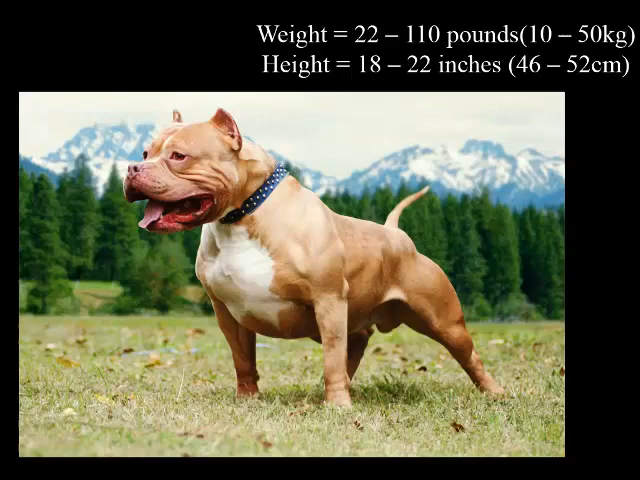 Weight = 22 – 110 pounds(10 – 50kg)
Height = 18 – 22 inches (46 – 52cm)